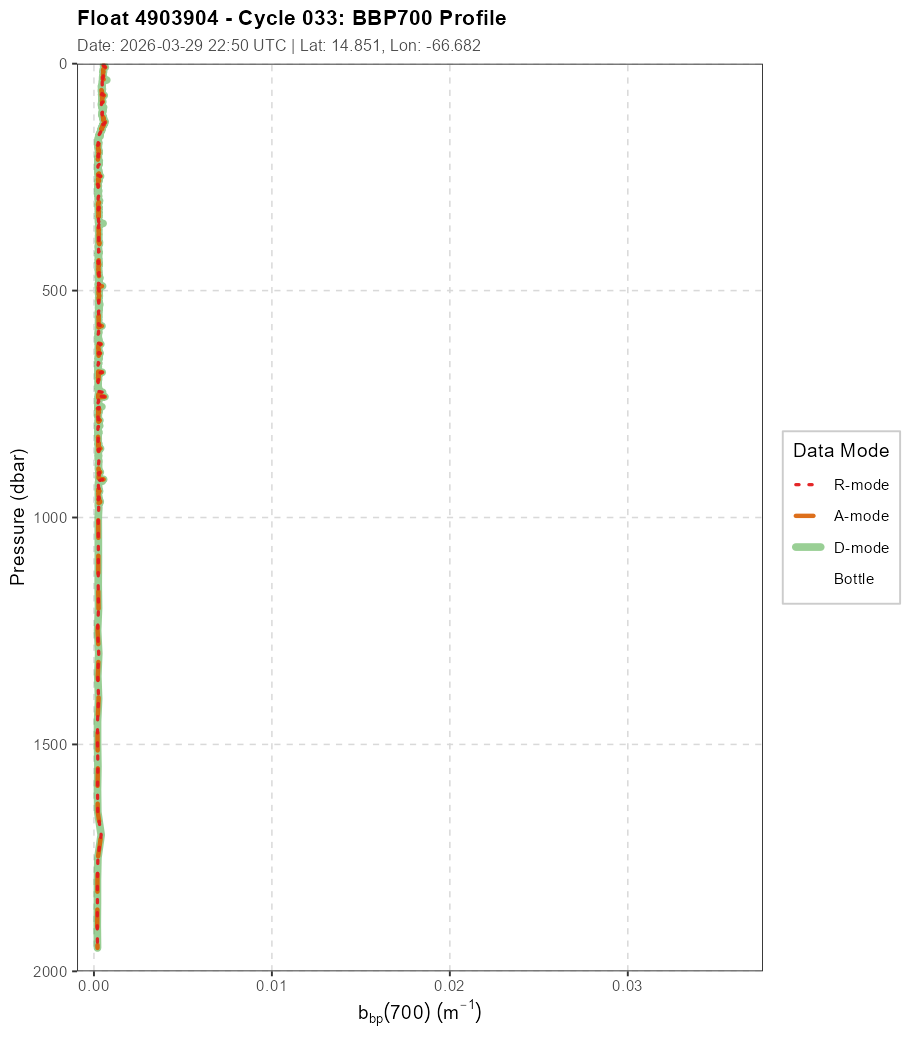 Float 4903904 - Cycle 033: BBP700 Profile
Date: 2026-03-29 22:50 UTC | Lat: 14.851, Lon: -66.682
0
500
1000
1500
2000
Pressure (dbar)
0.00
0.01
0.02
0.03
b_bp(700) (m⁻¹)
Data Mode
R-mode
A-mode
D-mode
Bottle